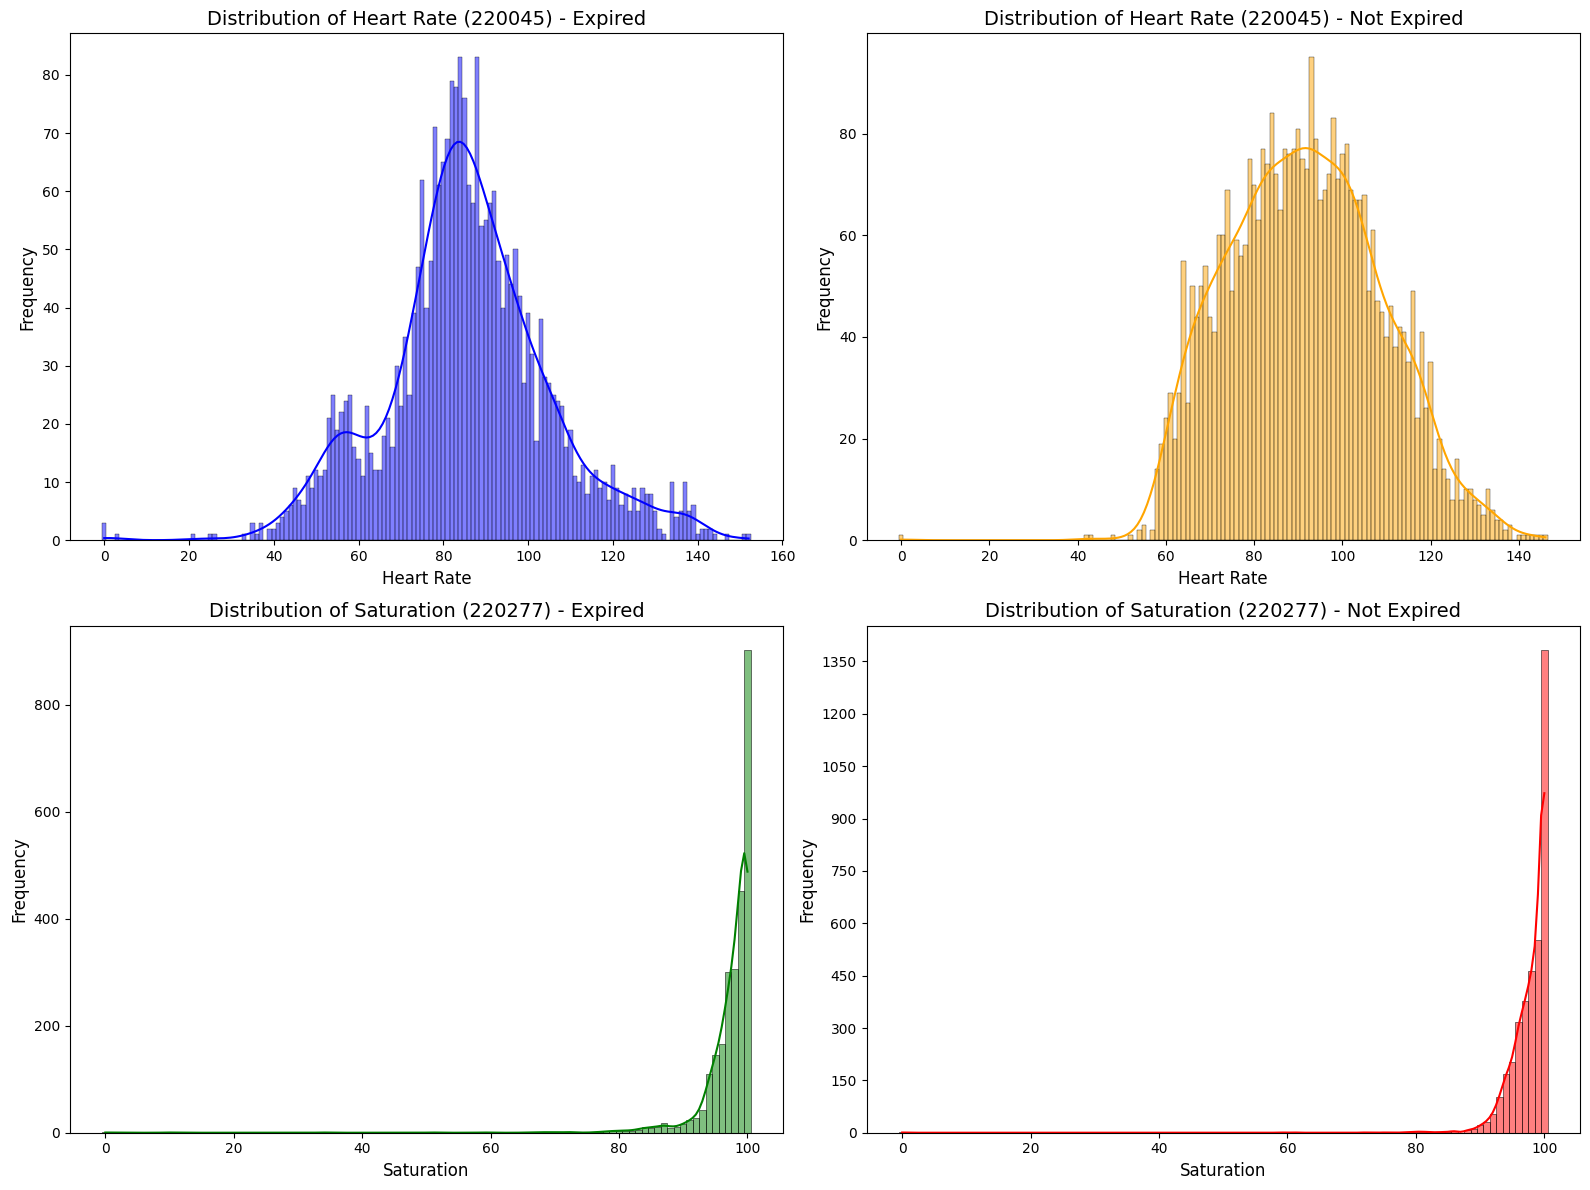 Distribution of Heart Rate (220045) - Expired
Frequency
80
70
60
50
40
30
20
10
0
0 20 40 60 80 100 120 140 160
Heart Rate
Distribution of Heart Rate (220045) - Not Expired
Frequency
80
60
40
20
0
0 20 40 60 80 100 120 140
Heart Rate
Distribution of Saturation (220277) - Expired
Frequency
800
600
400
200
0
0 20 40 60 80 100
Saturation
Distribution of Saturation (220277) - Not Expired
Frequency
1350
1200
1050
900
750
600
450
300
150
0
0 20 40 60 80 100
Saturation